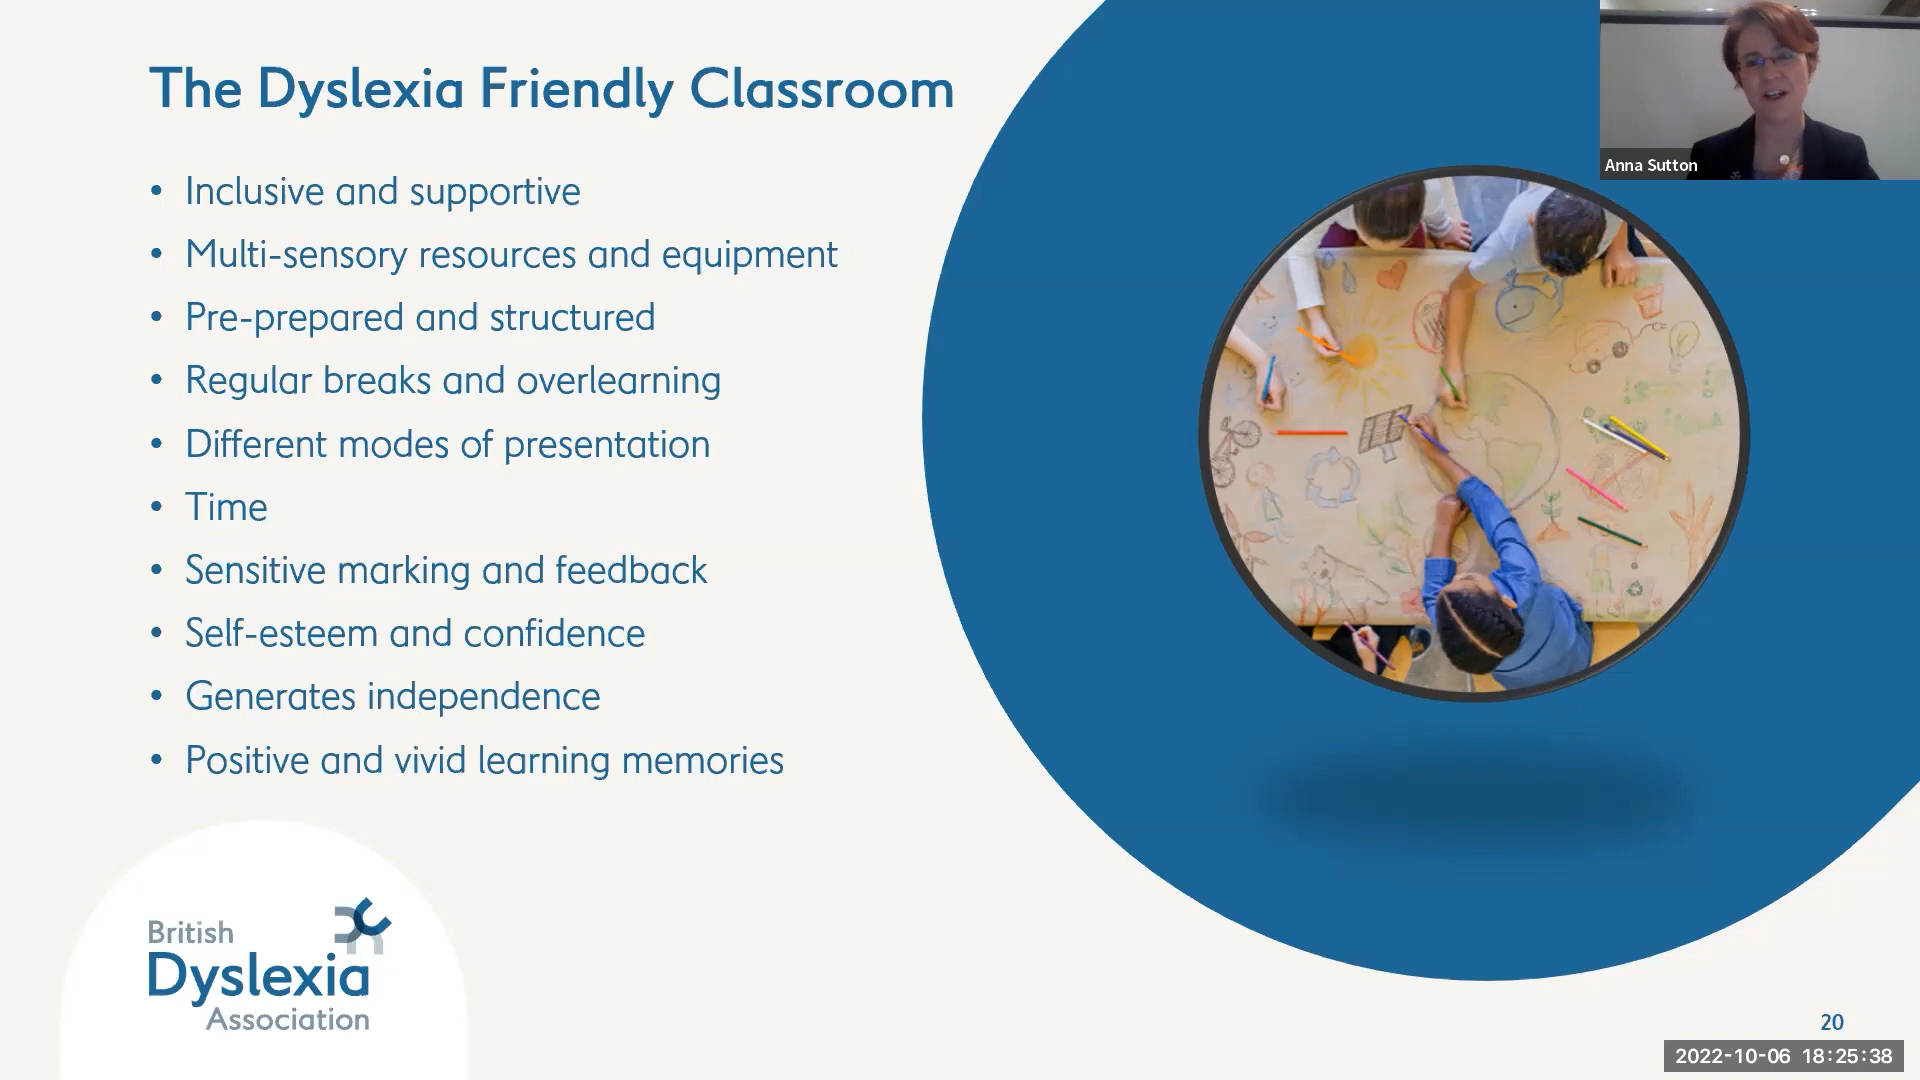 The Dyslexia Friendly Classroom
Anna Sutton
• Inclusive and supportive
• Multi-sensory resources and equipment
• Pre-prepared and structured
• Regular breaks and overlearning
• Different modes of presentation
• Time
• Sensitive marking and feedback
• Self-esteem and confidence
• Generates independence
• Positive and vivid learning memories
British
Dyslexia
Association
20
2022-10-06 18:25:38